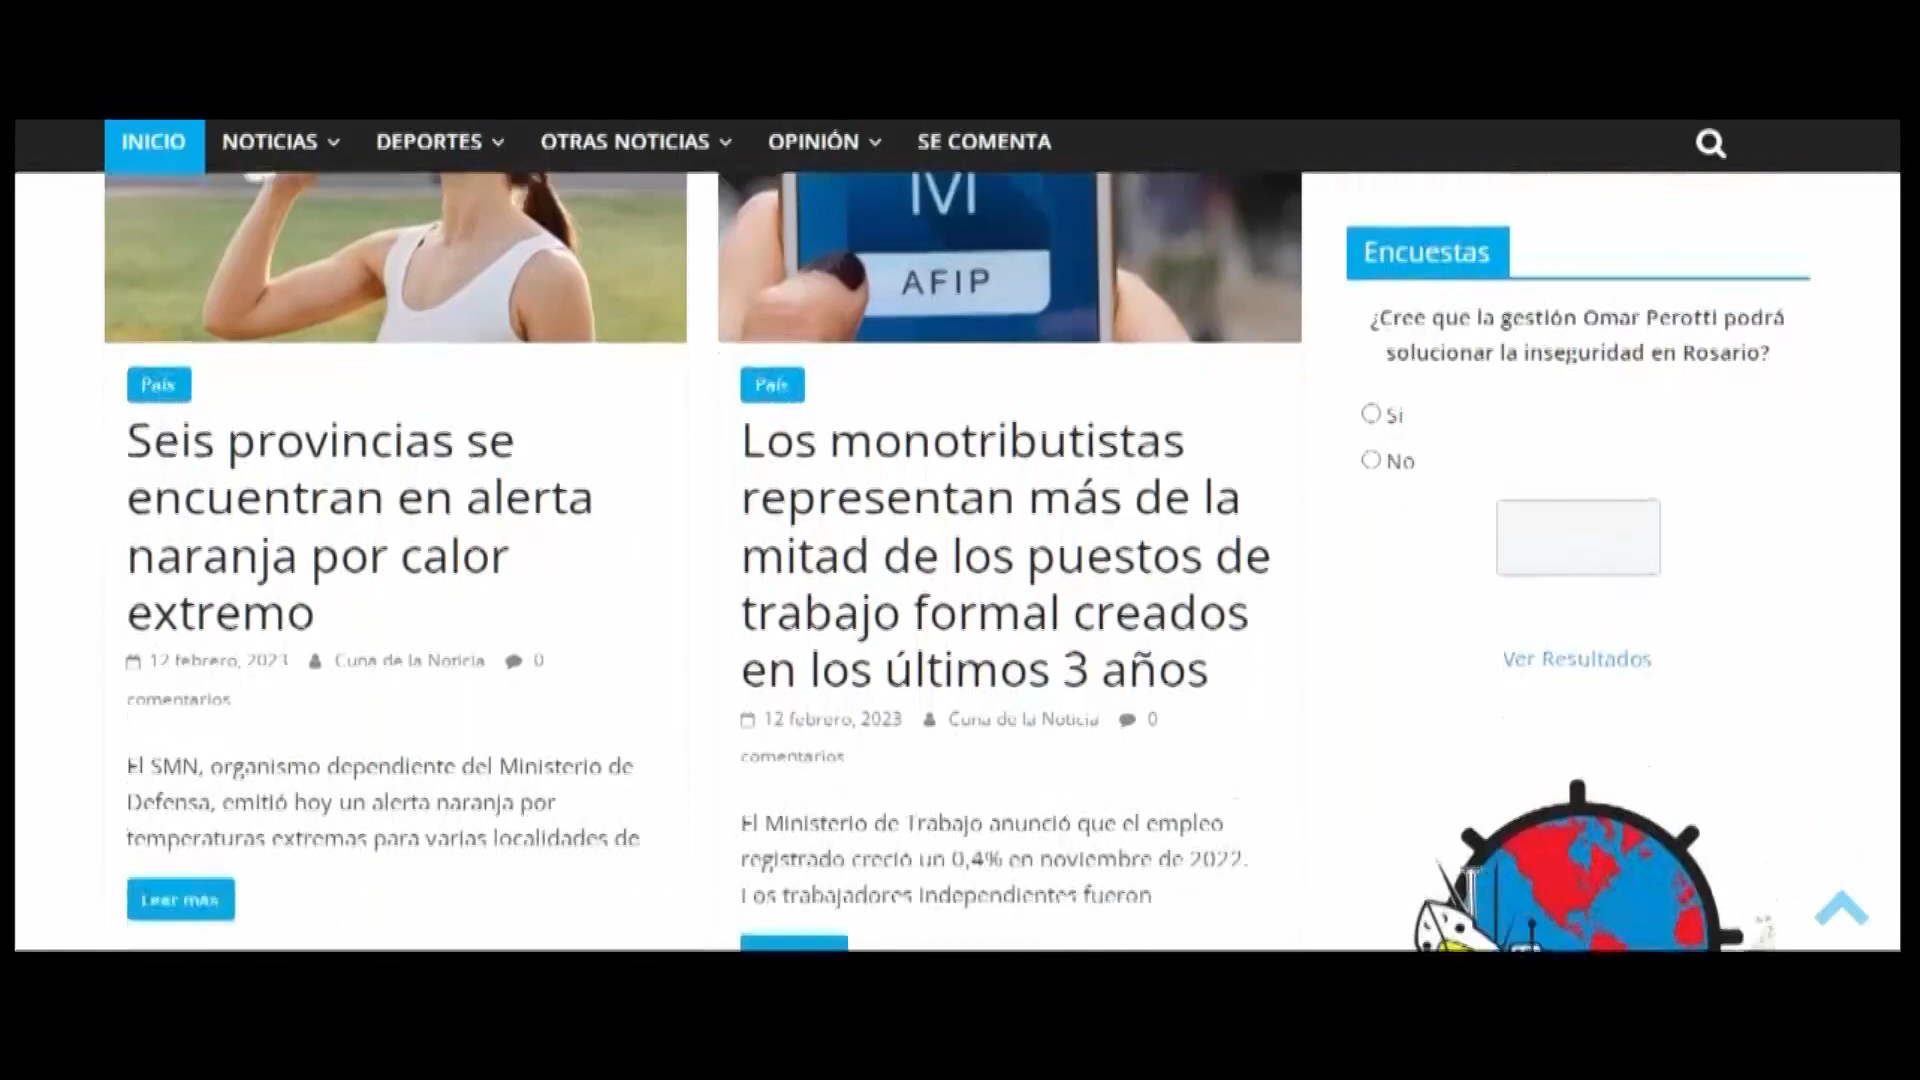 INICIO NOTICIAS DEPORTES OTRAS NOTICIAS OPINIÓN SE COMENTA
País
Seis provincias se
encuentran en alerta
naranja por calor
extremo
12 febrero, 2023 Cuna de la Noticia 0
comentarios
El SMN, organismo dependiente del Ministerio de
Defensa, emitió hoy un alerta naranja por
temperaturas extremas para varias localidades de
Leer más
M
AFIP
País
Los monotributistas
representan más de la
mitad de los puestos de
trabajo formal creados
en los últimos 3 años
12 febrero, 2023 Cuna de la Noticia 0
comentarios
El Ministerio de Trabajo anunció que el empleo
registrado creció un 0,4% en noviembre de 2022.
Los trabajadores independientes fueron
Encuestas
¿Cree que la gestión Omar Perotti podrá
solucionar la inseguridad en Rosario?
Si
No
Ver Resultados